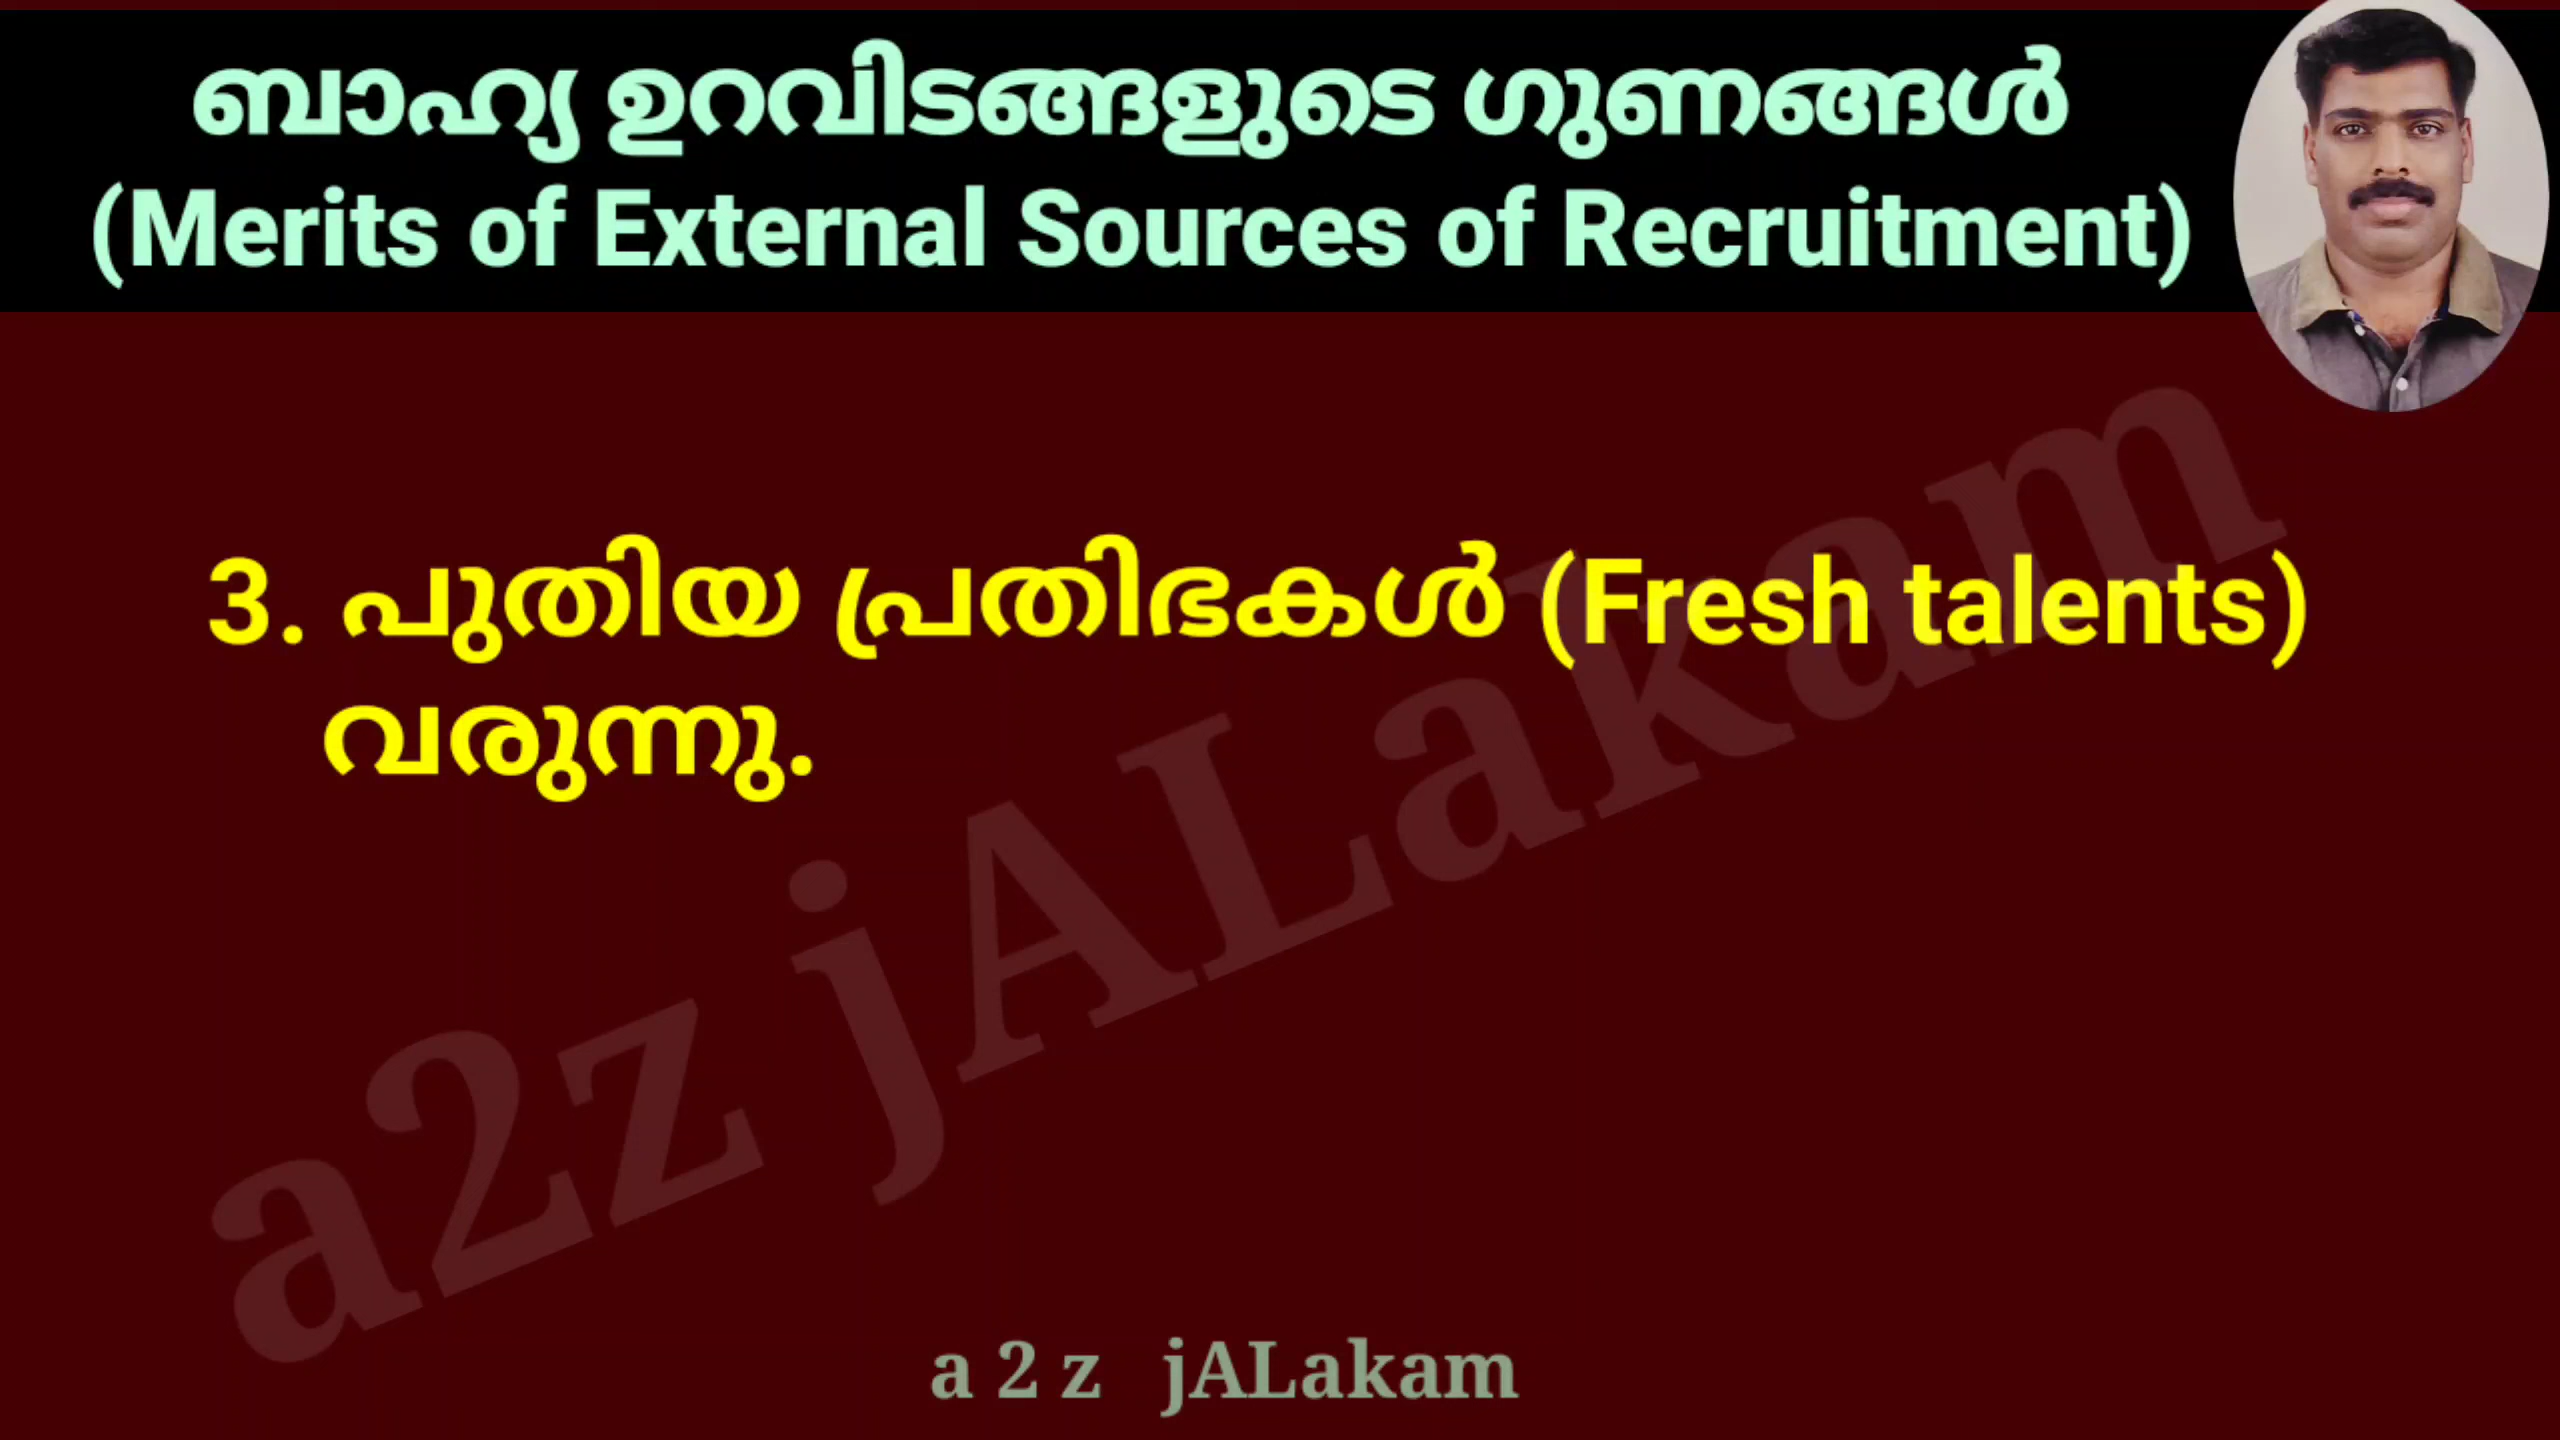 ബാഹ്യ ഉറവിടങ്ങളുടെ ഗുണങ്ങൾ
(Merits of External Sources of Recruitment)
3. പുതിയ പ്രതിഭകൾ (Fresh talents)
വരുന്നു.
a2z jALakam
a 2 z jALakam